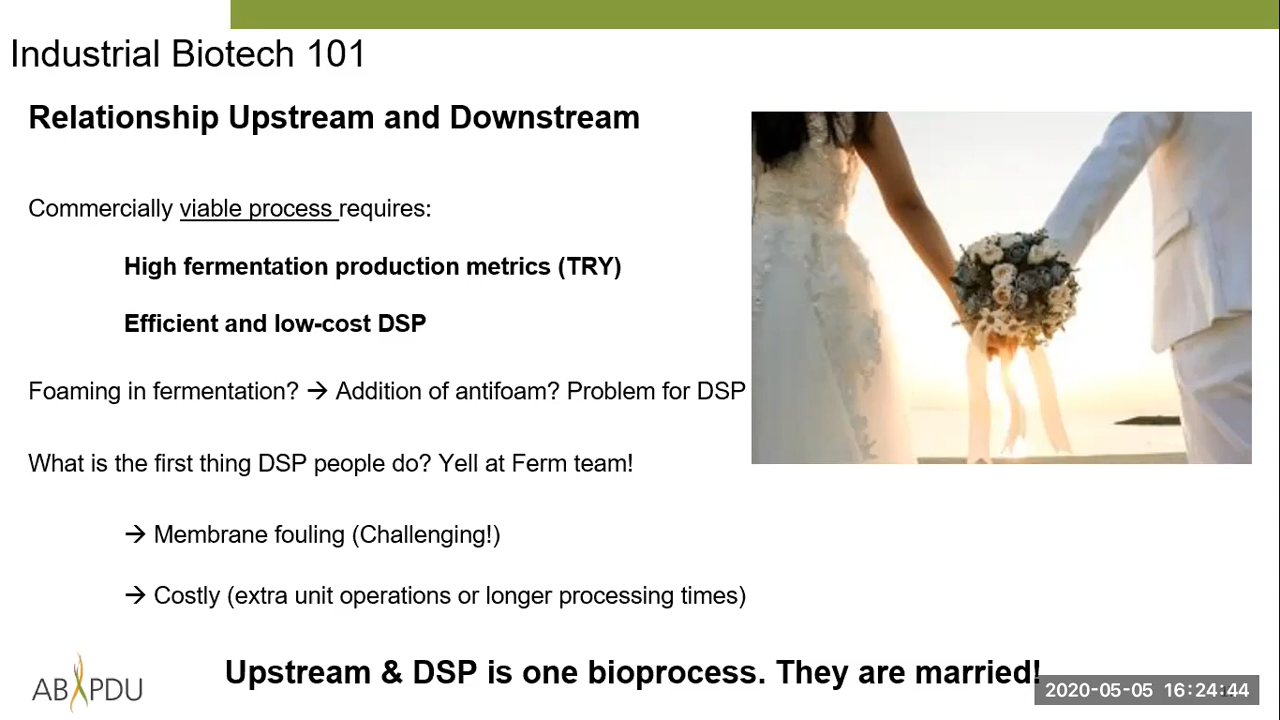 Industrial Biotech 101
Relationship Upstream and Downstream
Commercially viable process requires:
High fermentation production metrics (TRY)
Efficient and low-cost DSP
Foaming in fermentation? → Addition of antifoam? Problem for DSP
What is the first thing DSP people do? Yell at Ferm team!
→ Membrane fouling (Challenging!)
→ Costly (extra unit operations or longer processing times)
Upstream & DSP is one bioprocess. They are married!
ABPDU
2020-05-05 16:24:44